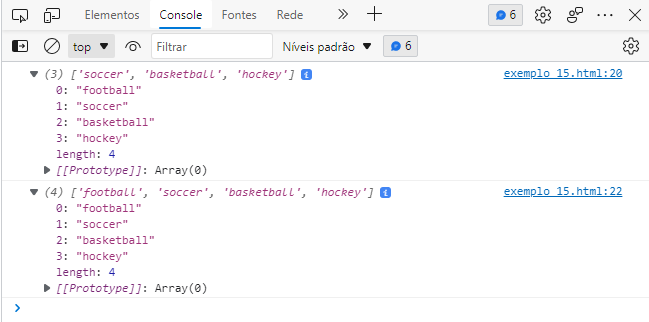 Elementos Console Fontes Rede 6
top Filtrar Níveis padrão 6
(3) ['soccer', 'basketball', 'hockey'] i exemplo 15.html:20
0: "football"
1: "soccer"
2: "basketball"
3: "hockey"
length: 4
[[Prototype]]: Array(0)
(4) ['football', 'soccer', 'basketball', 'hockey'] i exemplo 15.html:22
0: "football"
1: "soccer"
2: "basketball"
3: "hockey"
length: 4
[[Prototype]]: Array(0)